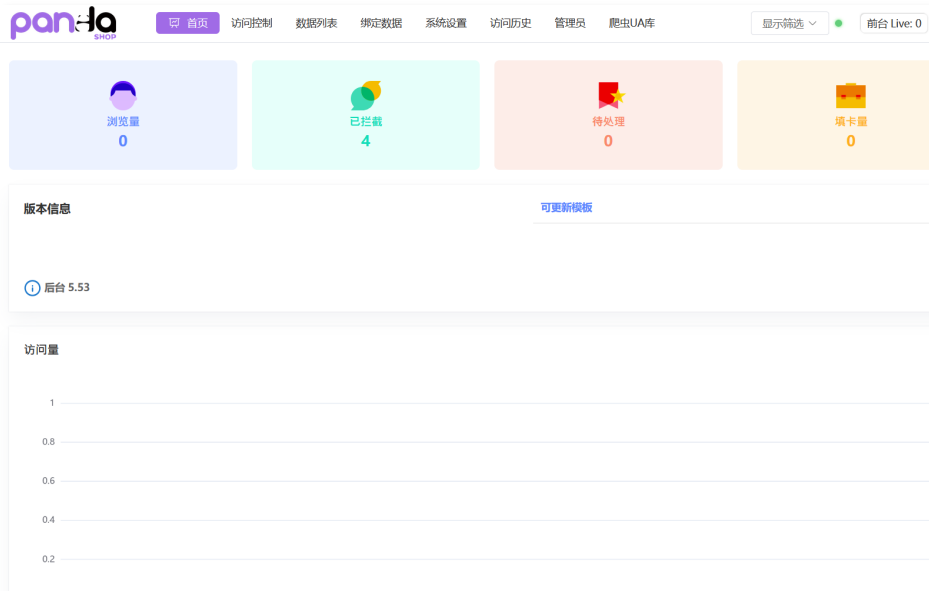 panda SHOP
首页 访问控制 数据列表 绑定数据 系统设置 访问历史 管理员 爬虫UA库 显示筛选 前台 Live: 0
浏览量 已拦截 待处理 填卡量
0 4 0 0
版本信息 可更新模板
后台 5.53
访问量
1
0.8
0.6
0.4
0.2